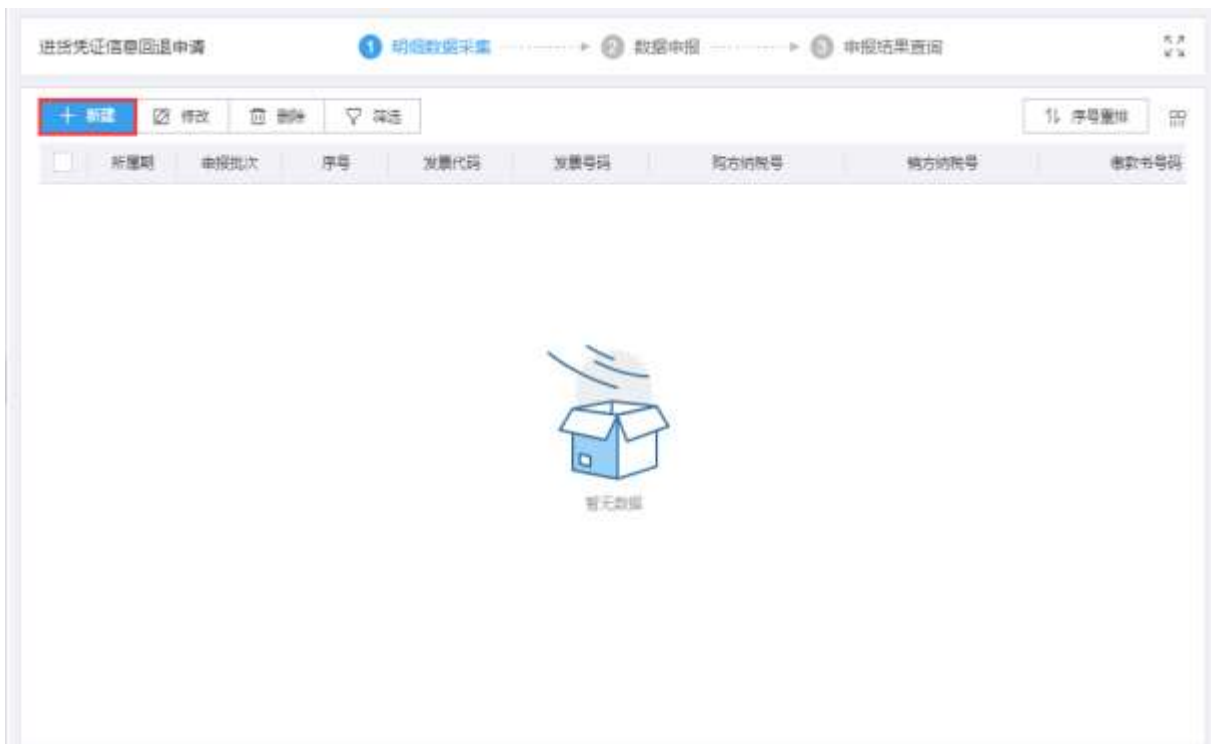 进货凭证信息回退申请 1 明细数据采集 2 数据申报 3 申报结果查询
新建 修改 删除 筛选 序号重排
所属期 申报批次 序号 发票代码 发票号码 购方纳税号 销方纳税号 缴款书号码
暂无数据